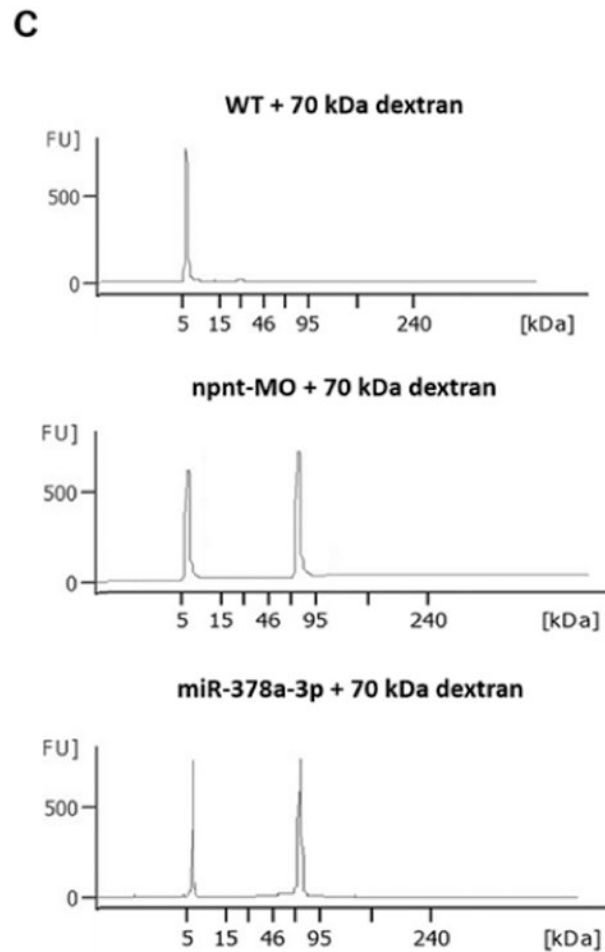 C
WT + 70 kDa dextran
FU]
500
0
5 15 46 95 240 [kDa]
npnt-MO + 70 kDa dextran
FU]
500
0
5 15 46 95 240 [kDa]
miR-378a-3p + 70 kDa dextran
FU]
500
0
5 15 46 95 240 [kDa]